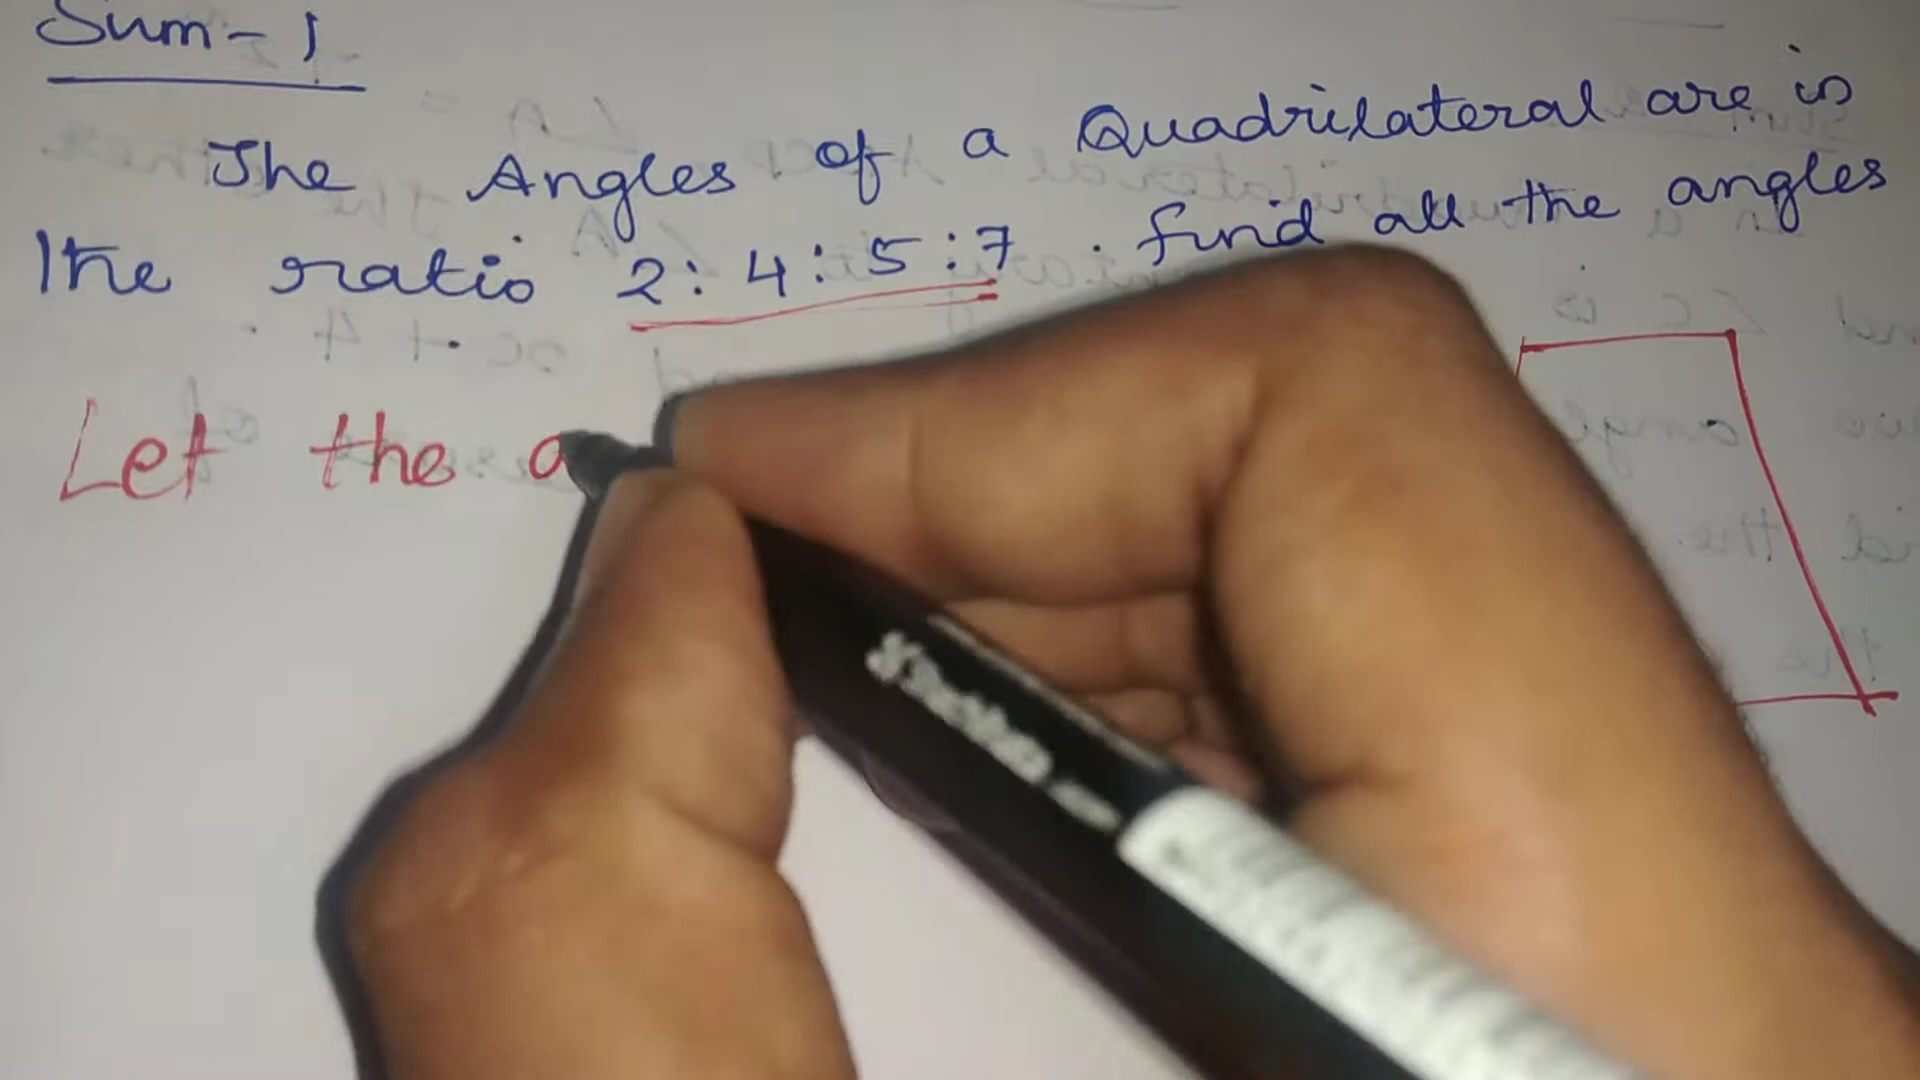 Sum - 1
The Angles of a Quadrilateral are in
the ratio 2 : 4 : 5 : 7 . find all the angles
Let the a